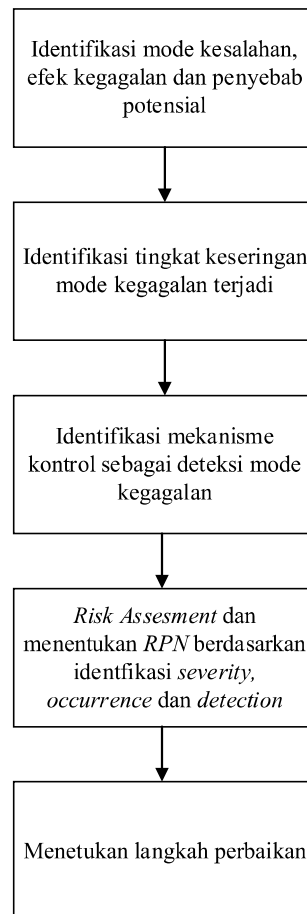 Identifikasi mode kesalahan,
efek kegagalan dan penyebab
potensial
Identifikasi tingkat keseringan
mode kegagalan terjadi
Identifikasi mekanisme
kontrol sebagai deteksi mode
kegagalan
Risk Assesment dan
menentukan RPN berdasarkan
identfikasi severity,
occurrence dan detection
Menetukan langkah perbaikan